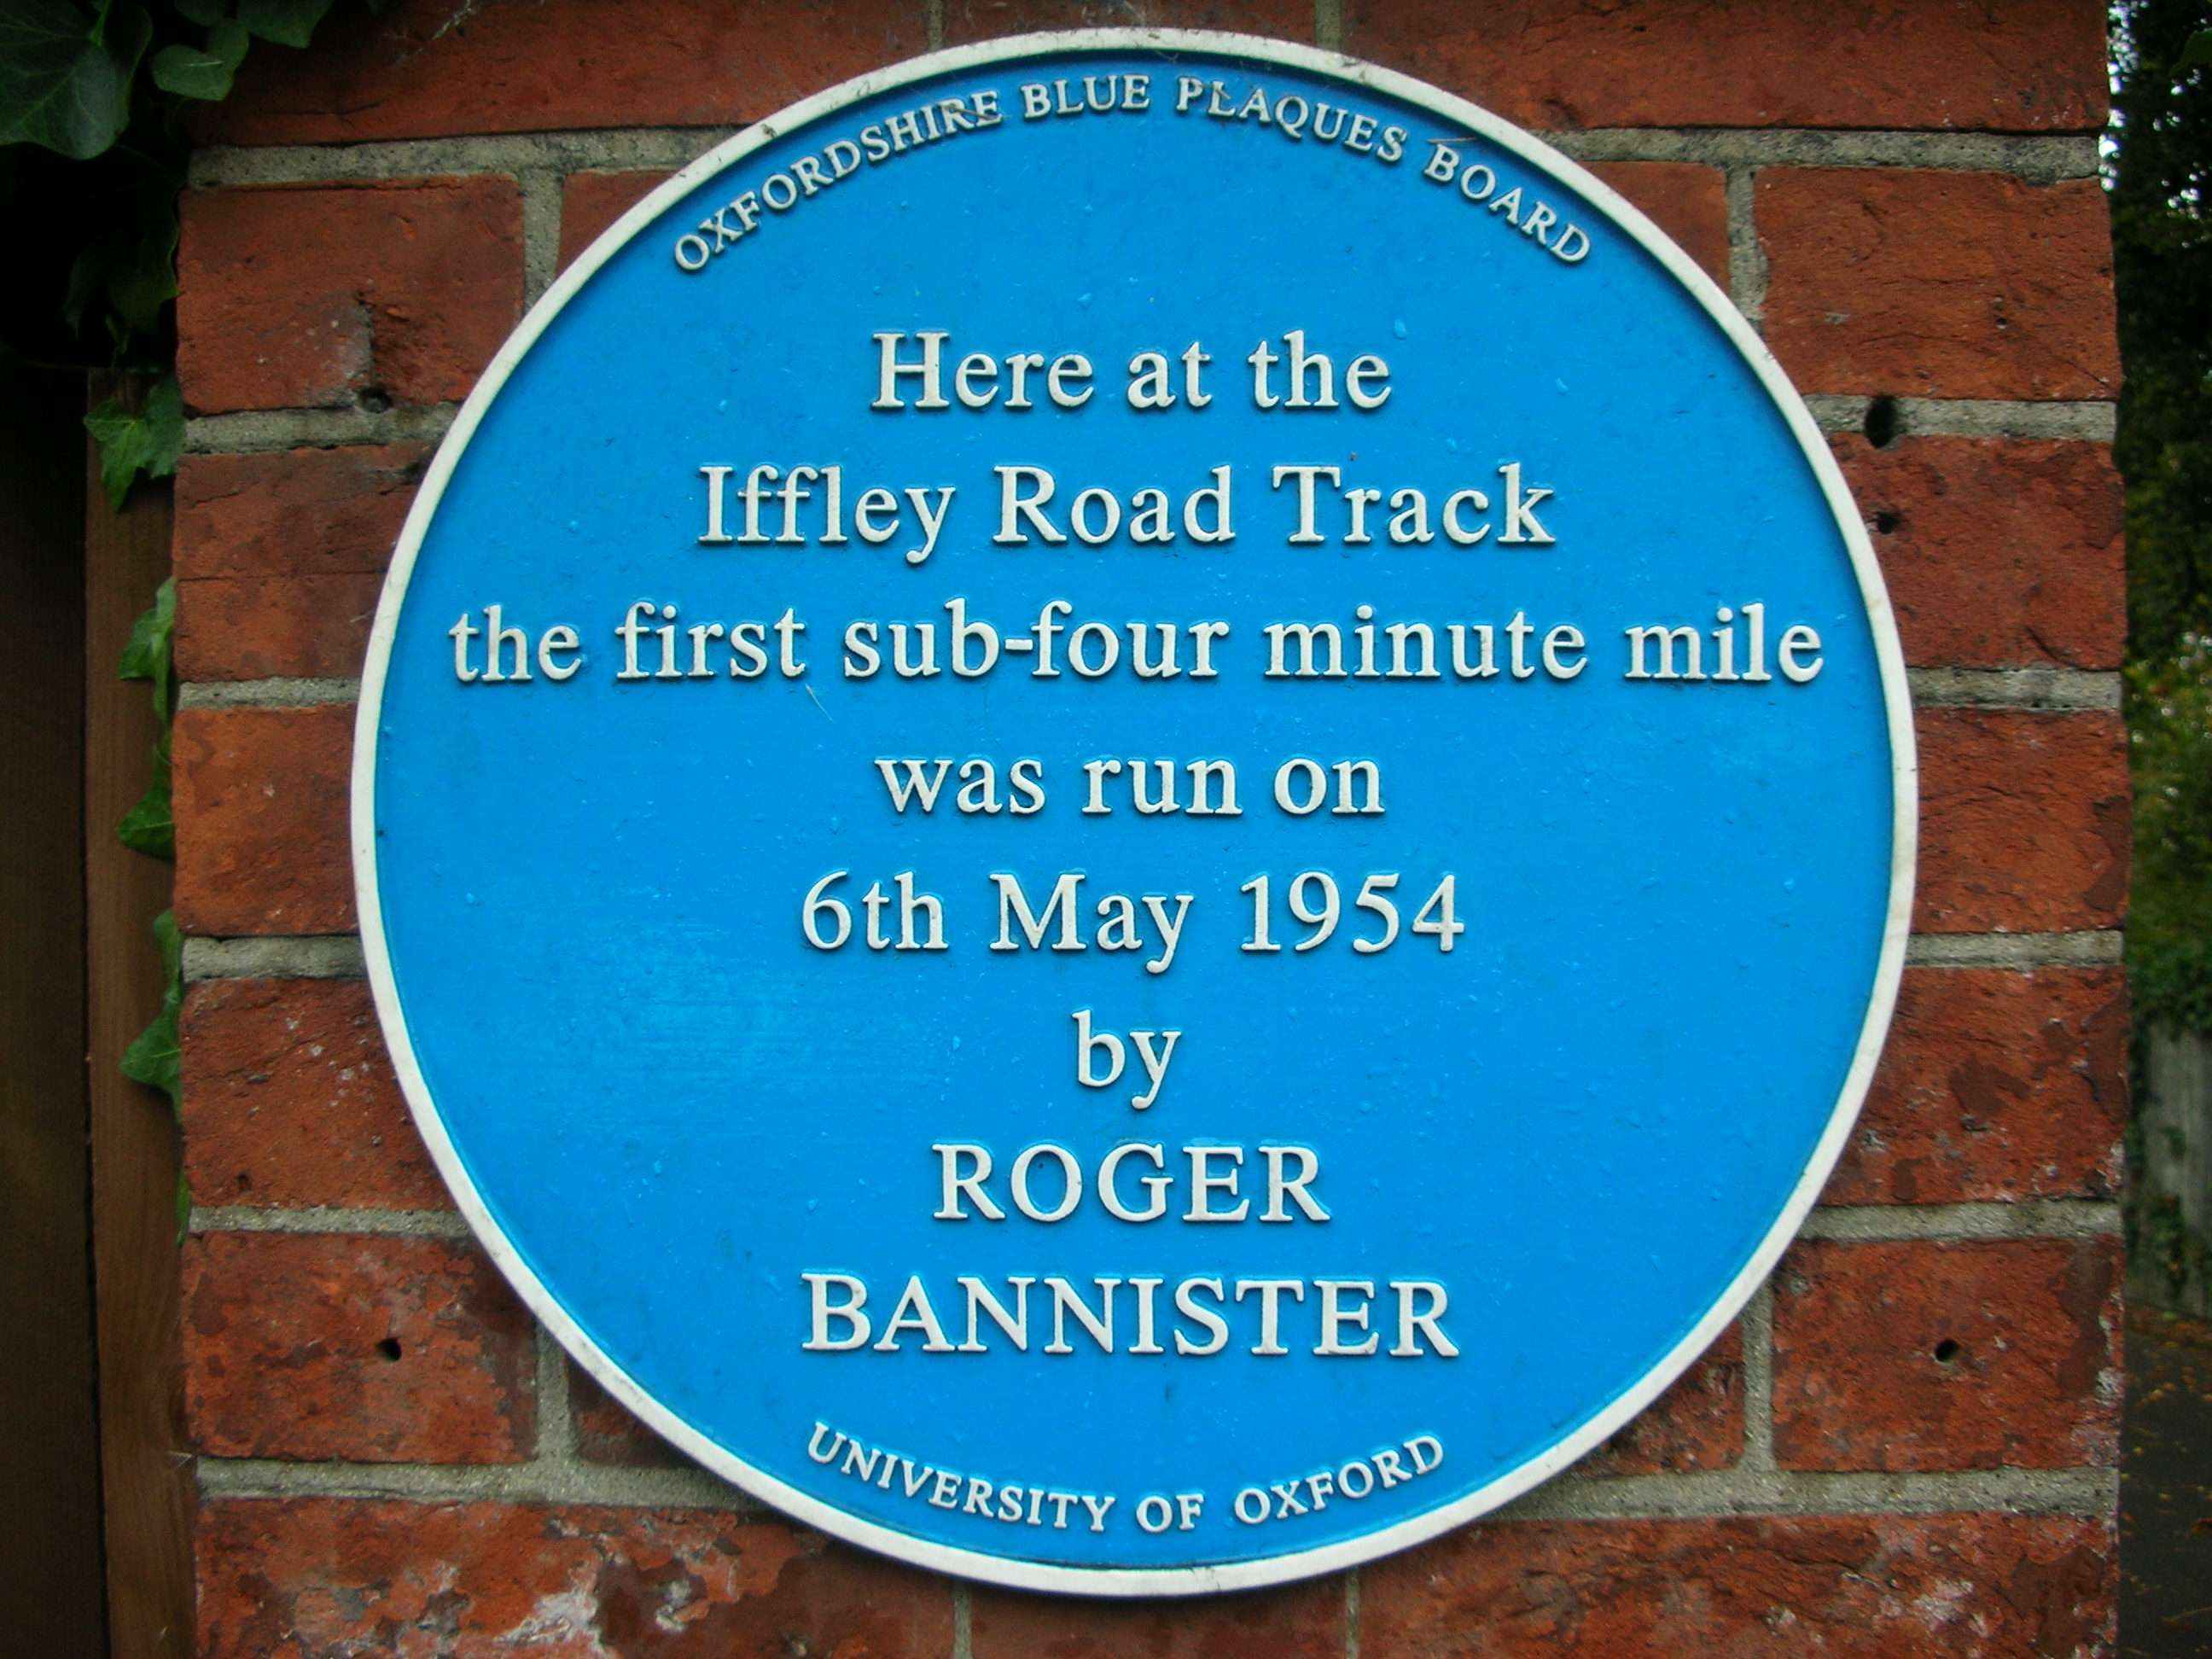 OXFORDSHIRE BLUE PLAQUES BOARD
Here at the
Iffley Road Track
the first sub-four minute mile
was run on
6th May 1954
by
ROGER
BANNISTER
UNIVERSITY OF OXFORD